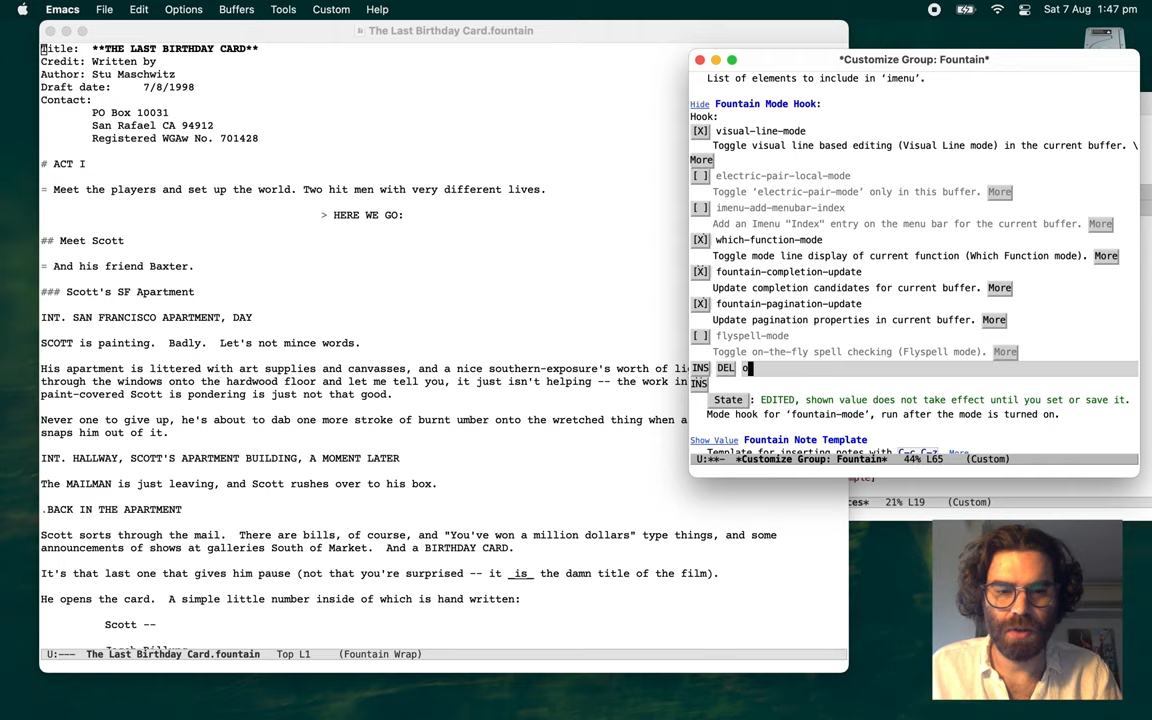 Emacs File Edit Options Buffers Tools Custom Help Sat 7 Aug 1:47 pm
The Last Birthday Card.fountain
Title:  **THE LAST BIRTHDAY CARD**
Credit: Written by
Author: Stu Maschwitz
Draft date:     7/8/1998
Contact:
PO Box 10031
San Rafael CA 94912
Registered WGAw No. 701428
# ACT I
= Meet the players and set up the world. Two hit men with very different lives.
> HERE WE GO:
## Meet Scott
= And his friend Baxter.
### Scott's SF Apartment
INT. SAN FRANCISCO APARTMENT, DAY
SCOTT is painting.  Badly.  Let's not mince words.
His apartment is littered with art supplies and canvasses, and a nice southern-exposure's worth of
through the windows onto the hardwood floor and let me tell you, it just isn't helping -- the work in
paint-covered Scott is pondering is just not that good.
Never one to give up, he's about to dab one more stroke of burnt umber onto the wretched thing when a
snaps him out of it.
INT. HALLWAY, SCOTT'S APARTMENT BUILDING, A MOMENT LATER
The MAILMAN is just leaving, and Scott rushes over to his box.
.BACK IN THE APARTMENT
Scott sorts through the mail.  There are bills, of course, and "You've won a million dollars" type things, and some
announcements of shows at galleries South of Market.  And a BIRTHDAY CARD.
It's that last one that gives him pause (not that you're surprised -- it _is_ the damn title of the film).
He opens the card.  A simple little number inside of which is hand written:
Scott --
U:---  The Last Birthday Card.fountain   Top L1     (Fountain Wrap)
*Customize Group: Fountain*
List of elements to include in ‘imenu’.
Hide Fountain Mode Hook:
Hook:
[X] visual-line-mode
Toggle visual line based editing (Visual Line mode) in the current buffer. \
More
[ ] electric-pair-local-mode
Toggle ‘electric-pair-mode’ only in this buffer. More
[ ] imenu-add-menubar-index
Add an Imenu "Index" entry on the menu bar for the current buffer. More
[X] which-function-mode
Toggle mode line display of current function (Which Function mode). More
[X] fountain-completion-update
Update completion candidates for current buffer. More
[X] fountain-pagination-update
Update pagination properties in current buffer. More
[ ] flyspell-mode
Toggle on-the-fly spell checking (Flyspell mode). More
INS DEL o
INS
State : EDITED, shown value does not take effect until you set or save it.
Mode hook for ‘fountain-mode’, run after the mode is turned on.
Show Value Fountain Note Template
Template for inserting notes with C-c C-z. More
U:**-  *Customize Group: Fountain*   44% L65    (Custom)
21% L19    (Custom)